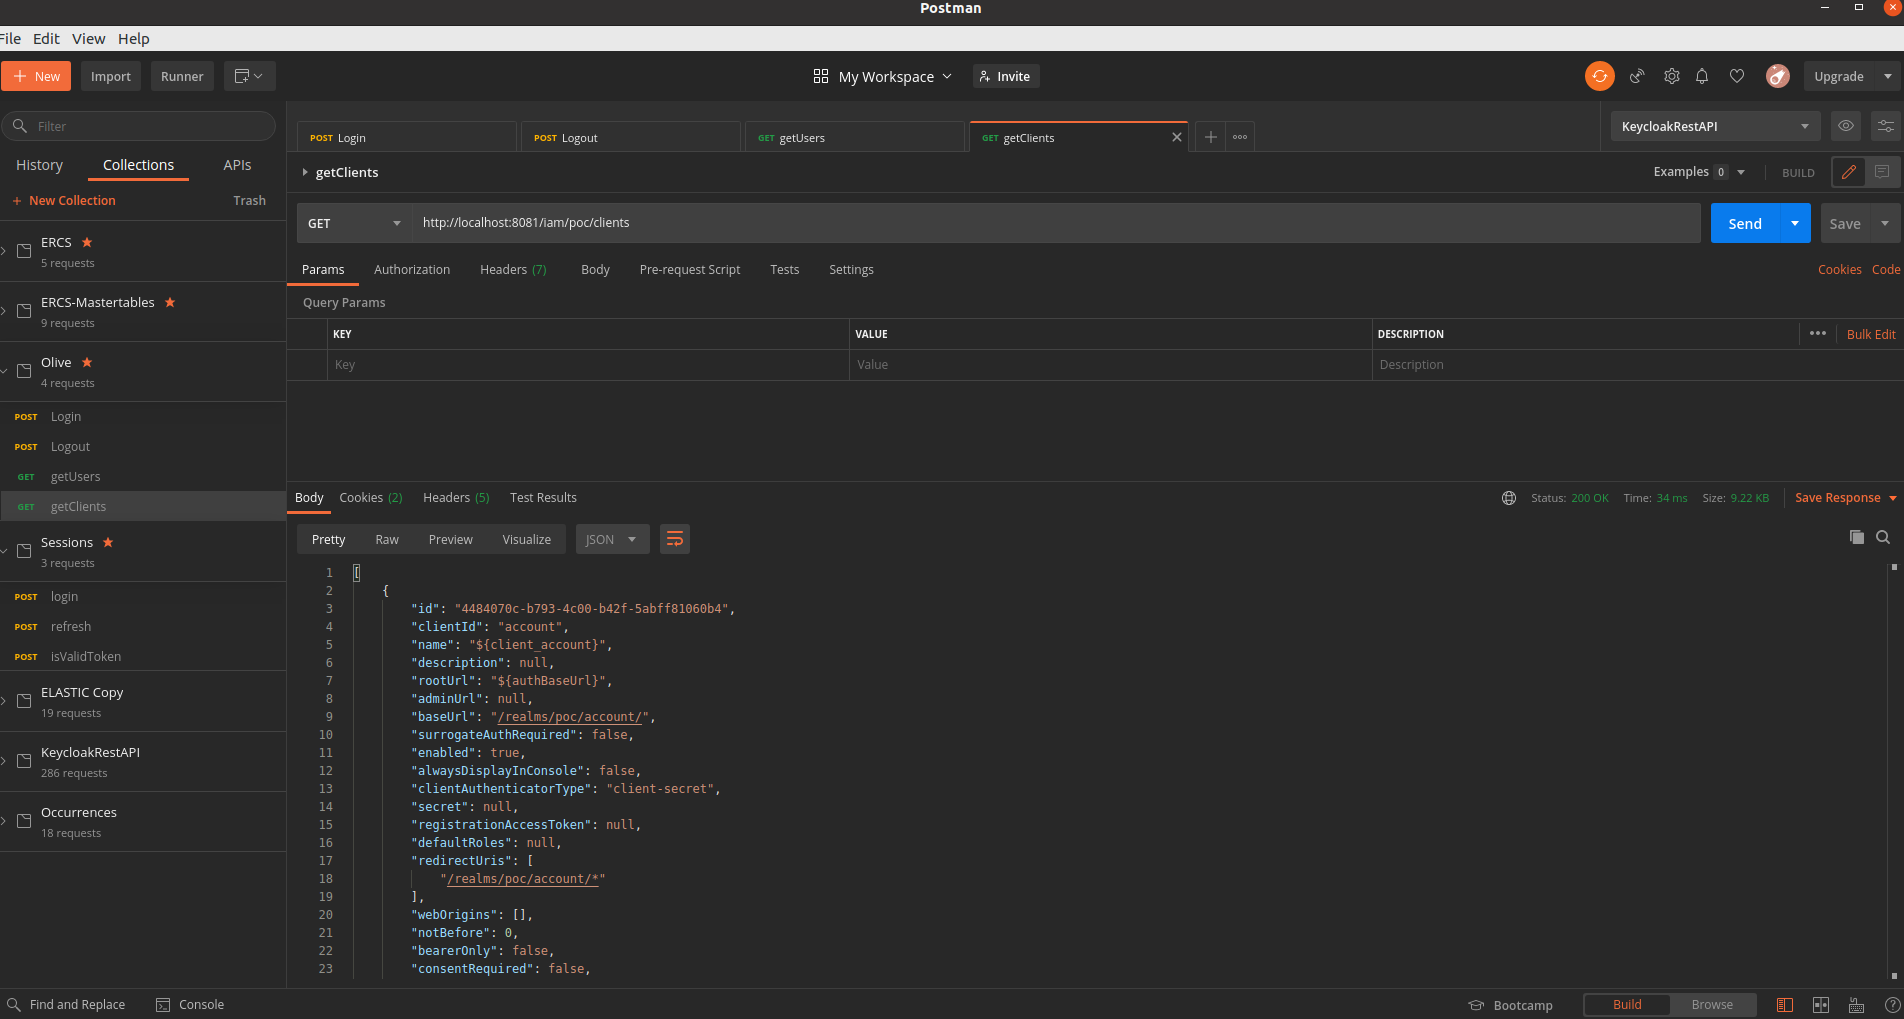 Postman
File Edit View Help
New Import Runner My Workspace Invite Upgrade
Filter
History Collections APIs
New Collection Trash
ERCS
5 requests
ERCS-Mastertables
9 requests
Olive
4 requests
POST Login
POST Logout
GET getUsers
GET getClients
Sessions
3 requests
POST login
POST refresh
POST isValidToken
ELASTIC Copy
19 requests
KeycloakRestAPI
286 requests
Occurrences
18 requests
POST Login POST Logout GET getUsers GET getClients KeycloakRestAPI
getClients Examples 0 BUILD
GET http://localhost:8081/iam/poc/clients Send Save
Params Authorization Headers (7) Body Pre-request Script Tests Settings Cookies Code
Query Params
KEY VALUE DESCRIPTION Bulk Edit
Key Value Description
Body Cookies (2) Headers (5) Test Results Status: 200 OK Time: 34 ms Size: 9.22 KB Save Response
Pretty Raw Preview Visualize JSON
1 [
2 {
3 "id": "4484070c-b793-4c00-b42f-5abff81060b4",
4 "clientId": "account",
5 "name": "${client_account}",
6 "description": null,
7 "rootUrl": "${authBaseUrl}",
8 "adminUrl": null,
9 "baseUrl": "/realms/poc/account/",
10 "surrogateAuthRequired": false,
11 "enabled": true,
12 "alwaysDisplayInConsole": false,
13 "clientAuthenticatorType": "client-secret",
14 "secret": null,
15 "registrationAccessToken": null,
16 "defaultRoles": null,
17 "redirectUris": [
18 "/realms/poc/account/*"
19 ],
20 "webOrigins": [],
21 "notBefore": 0,
22 "bearerOnly": false,
23 "consentRequired": false,
Find and Replace Console Bootcamp Build Browse